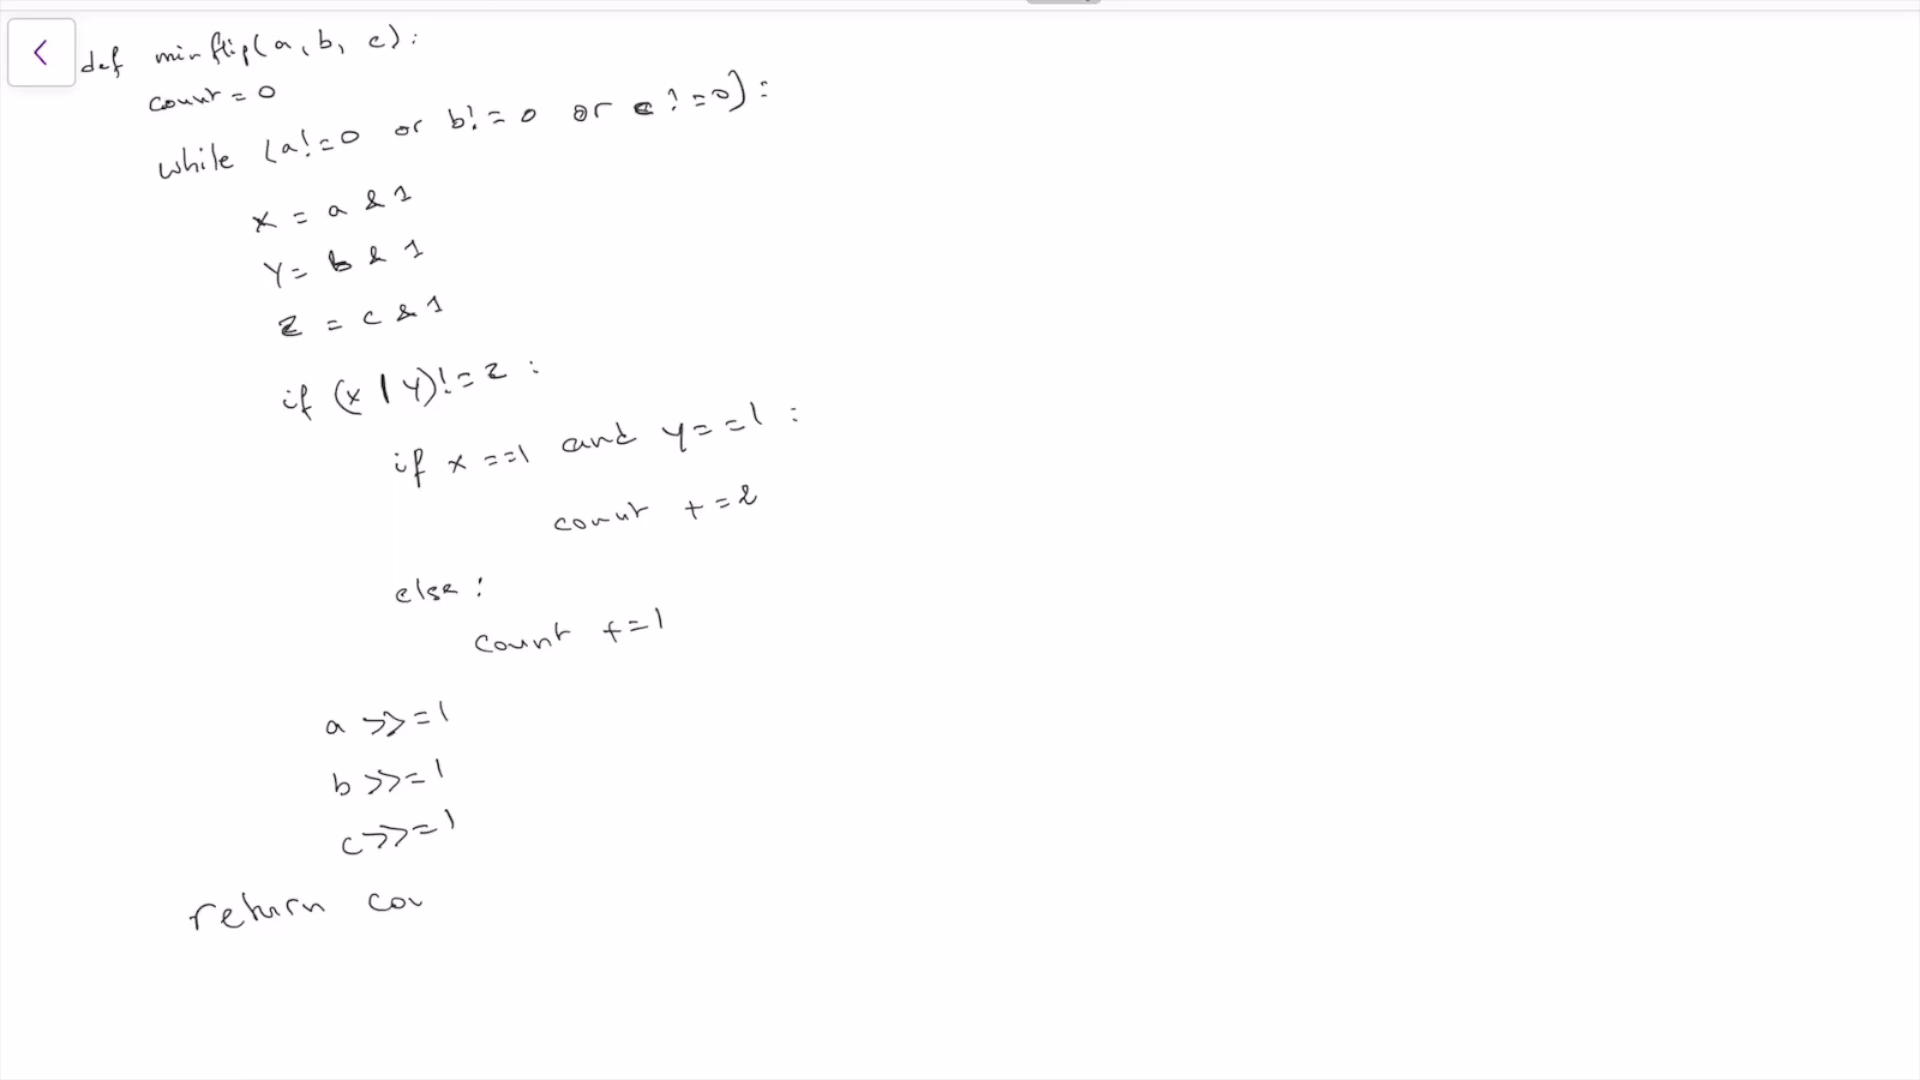 def minflip(a, b, c):
count = 0
while (a!=0 or b!=0 or c!=0):
x = a & 1
Y = b & 1
z = c & 1
if (x | Y)!=z:
if x ==1 and y==1:
count +=2
else:
count +=1
a >>=1
b >>=1
c >>=1
return cou